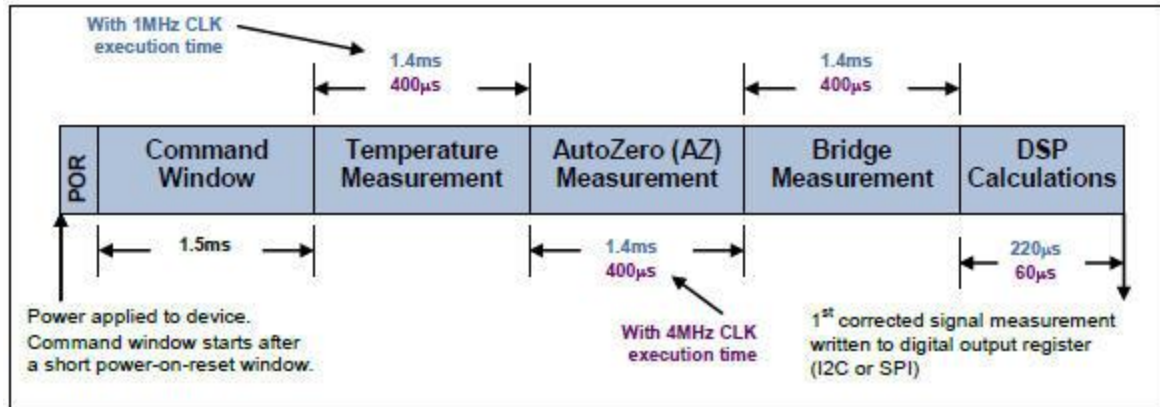 With 1MHz CLK
execution time
1.4ms
400µs
1.4ms
400µs
POR
Command
Window
Temperature
Measurement
AutoZero (AZ)
Measurement
Bridge
Measurement
DSP
Calculations
1.5ms
1.4ms
400µs
220µs
60µs
Power applied to device.
Command window starts after
a short power-on-reset window.
With 4MHz CLK
execution time
1st corrected signal measurement
written to digital output register
(I2C or SPI)